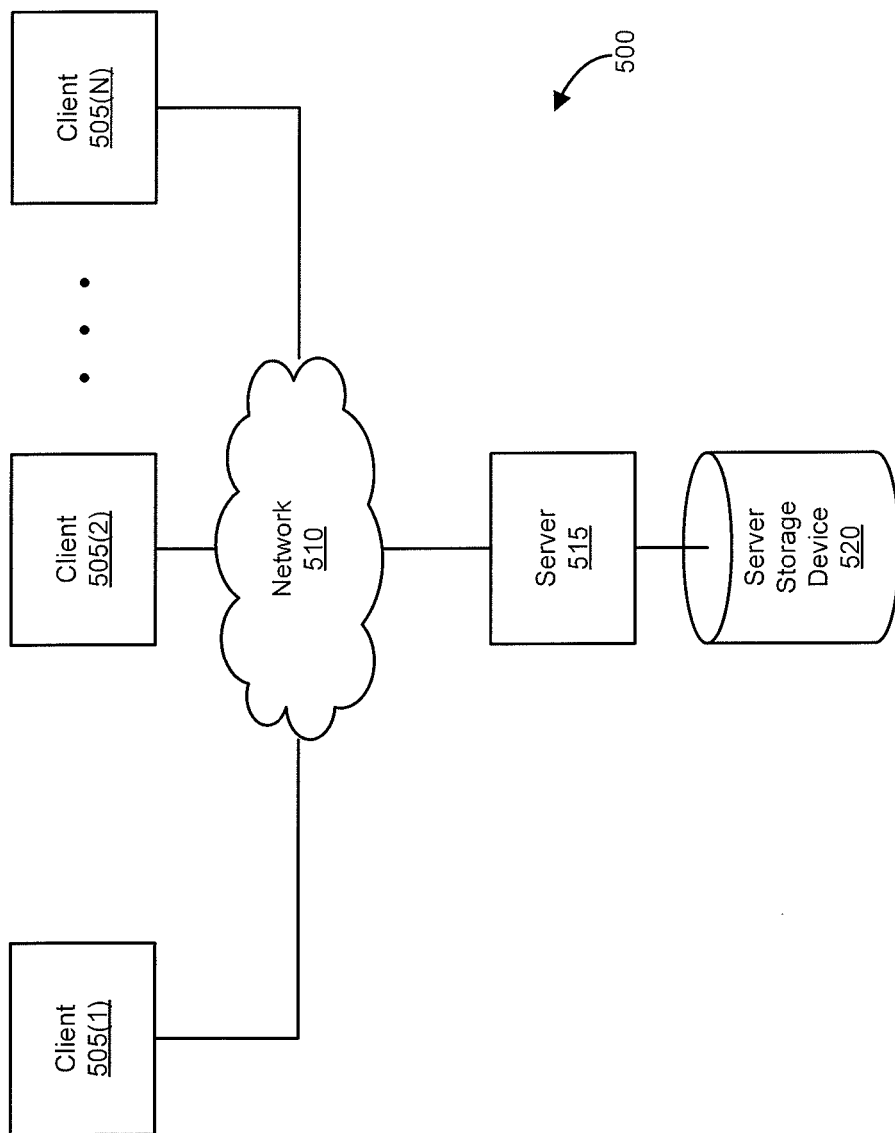 Client
505(1)
Client
505(2)
• • •
Client
505(N)
Network
510
Server
515
Server
Storage
Device
520
500